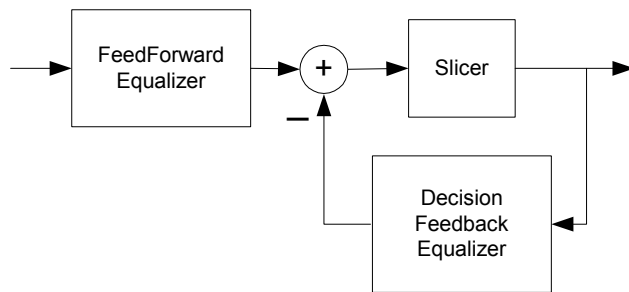 FeedForward
Equalizer
+
Slicer
−
Decision
Feedback
Equalizer